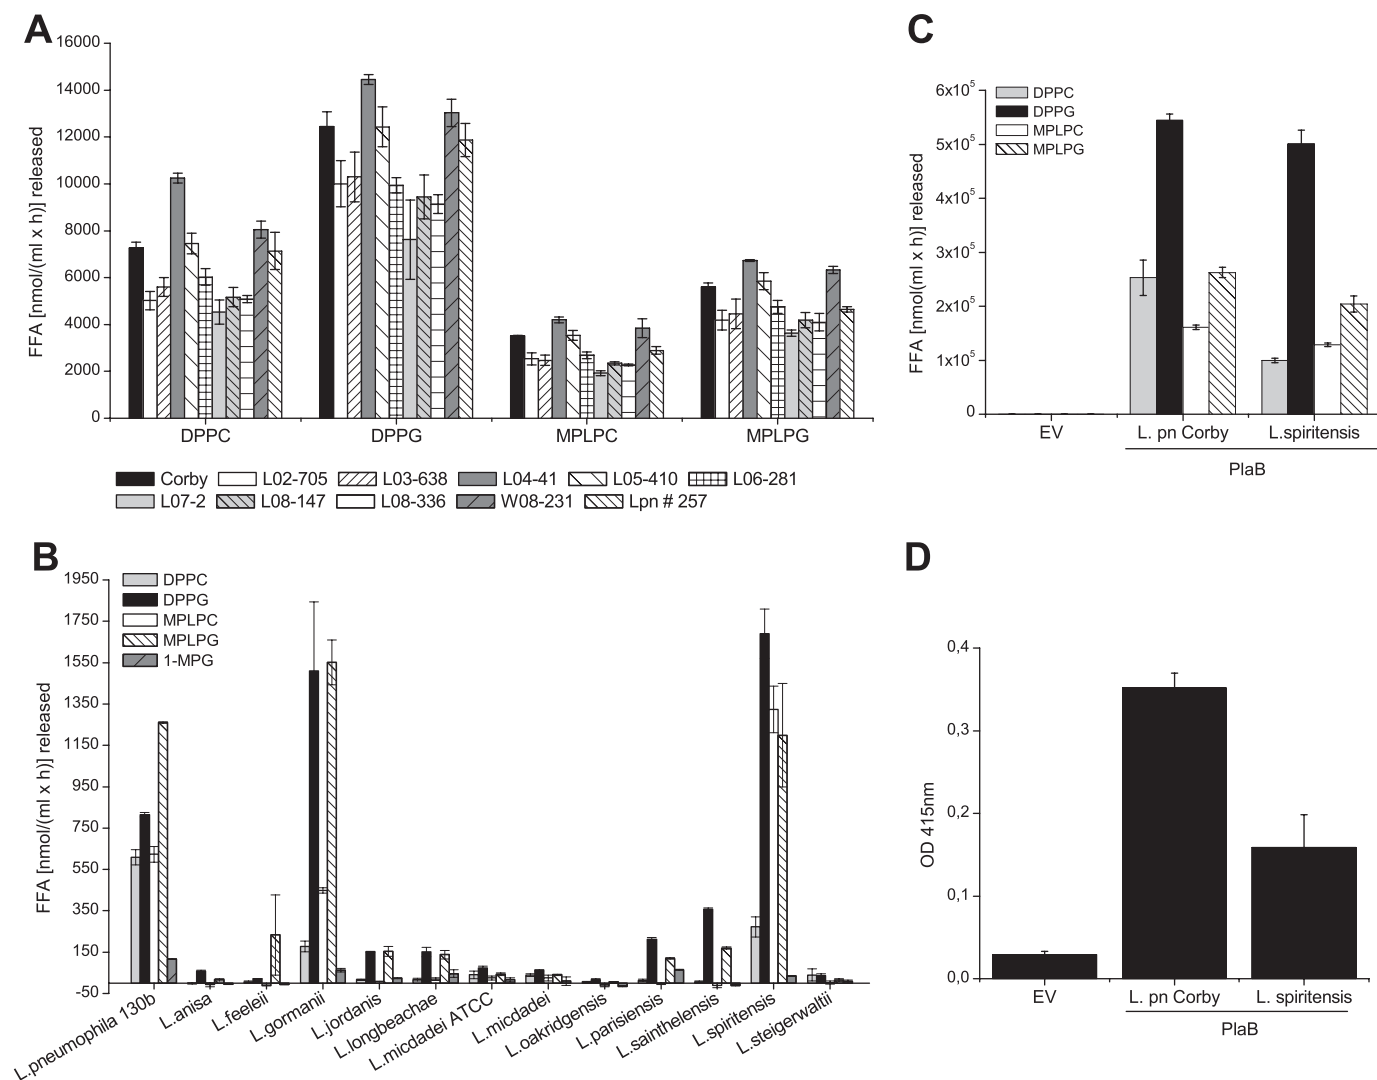 A
16000
14000
12000
10000
8000
6000
4000
2000
0
FFA [nmol/(ml x h)] released
DPPC DPPG MPLPC MPLPG
Corby L02-705 L03-638 L04-41 L05-410 L06-281
L07-2 L08-147 L08-336 W08-231 Lpn # 257
B
1950
1750
1550
1350
1150
950
750
550
350
150
-50
FFA [nmol/(ml x h)] released
DPPC
DPPG
MPLPC
MPLPG
1-MPG
L.pneumophila 130b
L.anisa
L.feeleii
L.gormanii
L.jordanis
L.longbeachae
L.micdadei ATCC
L.micdadei
L.oakridgensis
L.parisiensis
L.sainthelensis
L.spiritensis
L.steigerwaltii
C
6x10⁵
5x10⁵
4x10⁵
3x10⁵
2x10⁵
1x10⁵
0
FFA [nmol(ml x h)] released
DPPC
DPPG
MPLPC
MPLPG
EV L. pn Corby L.spiritensis
PlaB
D
0,4
0,3
0,2
0,1
0,0
OD 415nm
EV L. pn Corby L. spiritensis
PlaB